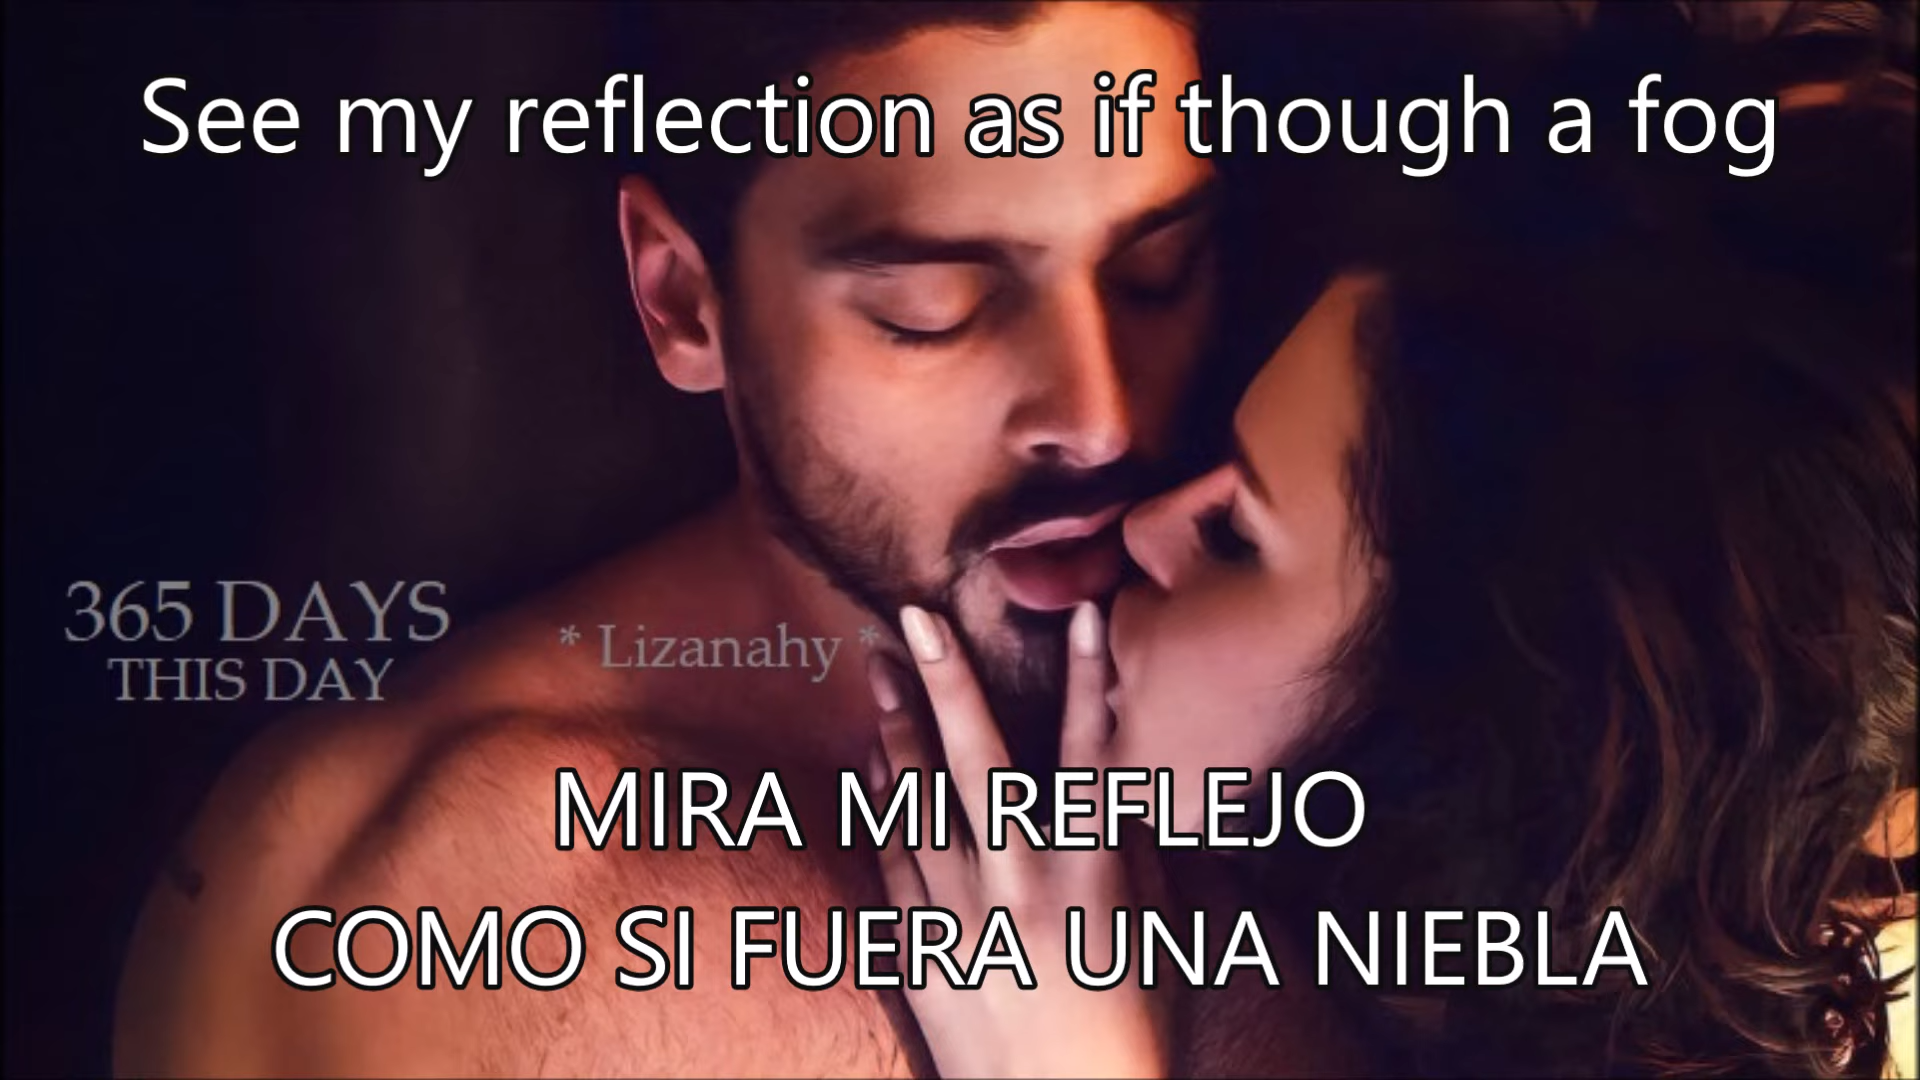 See my reflection as if though a fog
365 DAYS
THIS DAY
* Lizanahy *
MIRA MI REFLEJO
COMO SI FUERA UNA NIEBLA